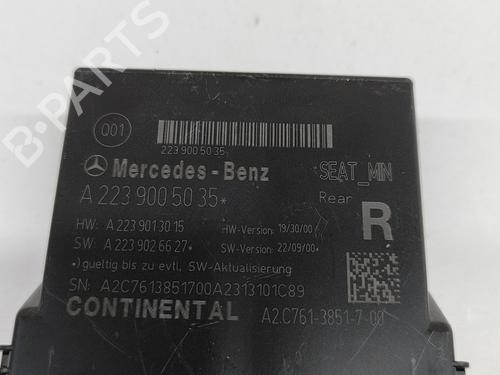 B-PARTS
001
223 900 50 35
Mercedes-Benz
SEAT_MIN
A 223 900 50 35*
Rear
R
HW: A 223 901 30 15
HW-Version: 19/30/00
SW: A 223 902 66 27*
SW-Version: 22/09/00*
*) gueltig bis zu evtl. SW-Aktualisierung
SN: A2C7613851700A2313101C89
CONTINENTAL
A2C761-3851-7-00